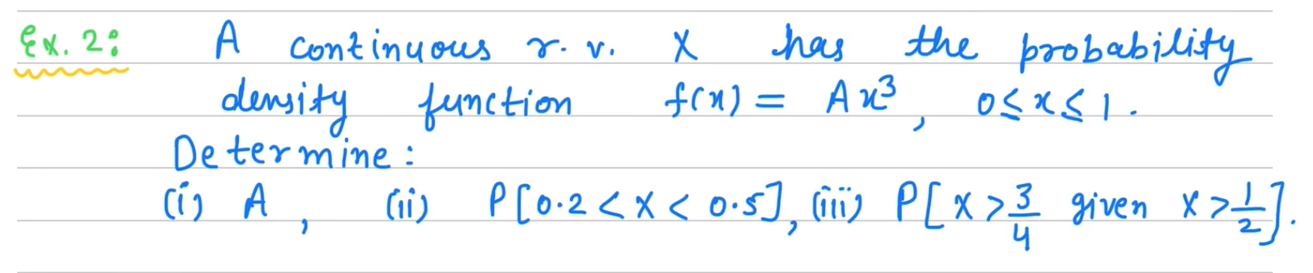 Ex. 2: A continuous r. v. X has the probability
density function f(x) = Ax³, 0≤x≤1.
Determine:
(i) A, (ii) P[0.2 < X < 0.5], (iii) P[X > 3/4 given X > 1/2].